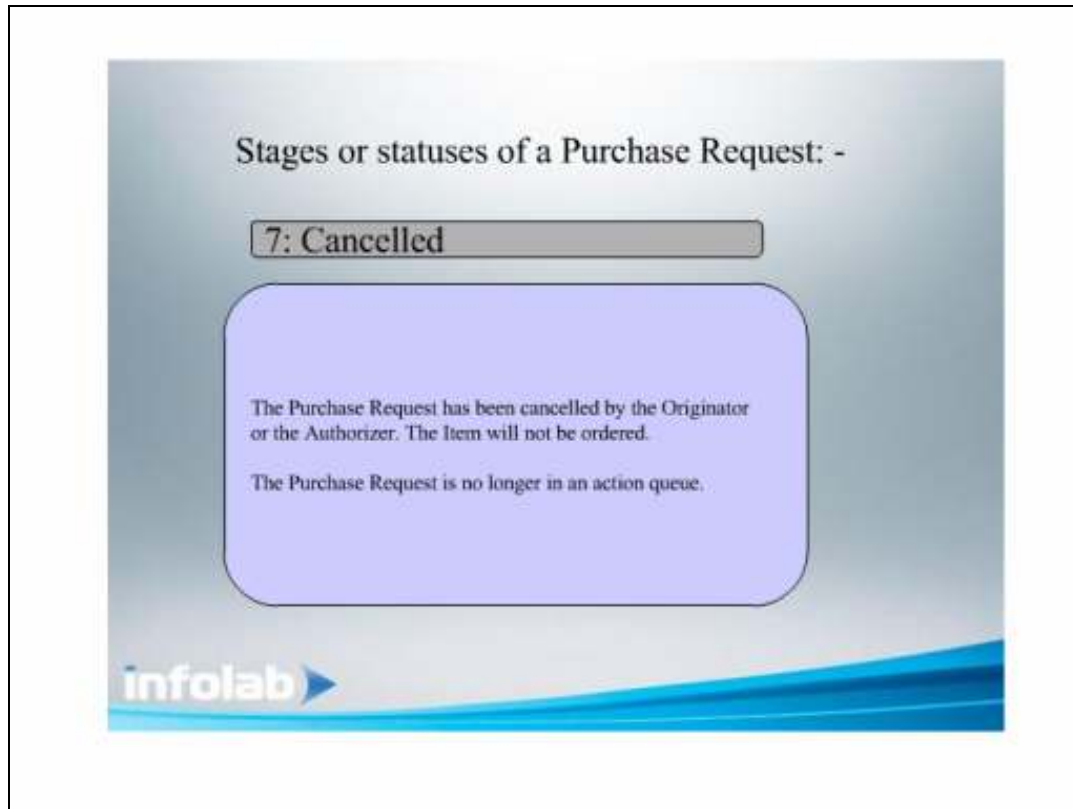 Stages or statuses of a Purchase Request: -
7: Cancelled
The Purchase Request has been cancelled by the Originator
or the Authorizer. The Item will not be ordered.
The Purchase Request is no longer in an action queue.
infolab